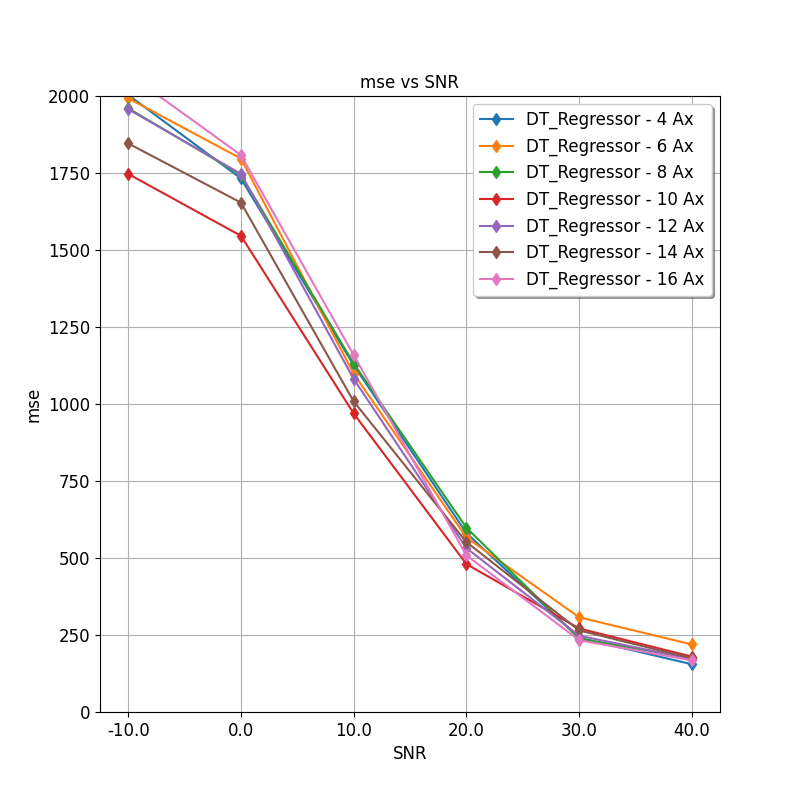 mse vs SNR
2000
1750
1500
1250
1000
750
500
250
0
mse
DT_Regressor - 4 Ax
DT_Regressor - 6 Ax
DT_Regressor - 8 Ax
DT_Regressor - 10 Ax
DT_Regressor - 12 Ax
DT_Regressor - 14 Ax
DT_Regressor - 16 Ax
-10.0 0.0 10.0 20.0 30.0 40.0
SNR